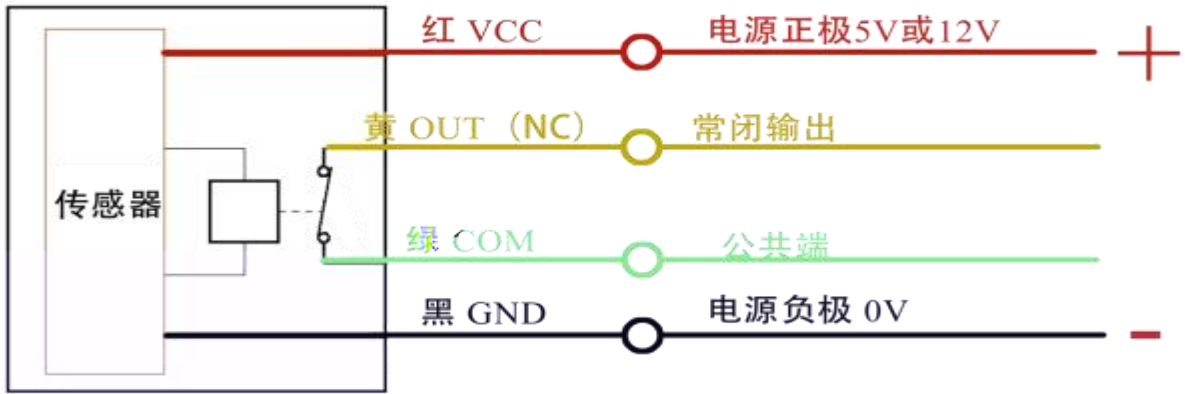 红 VCC
电源正极5V或12V
+
黄 OUT（NC）
常闭输出
传感器
绿 COM
公共端
黑 GND
电源负极 0V
-